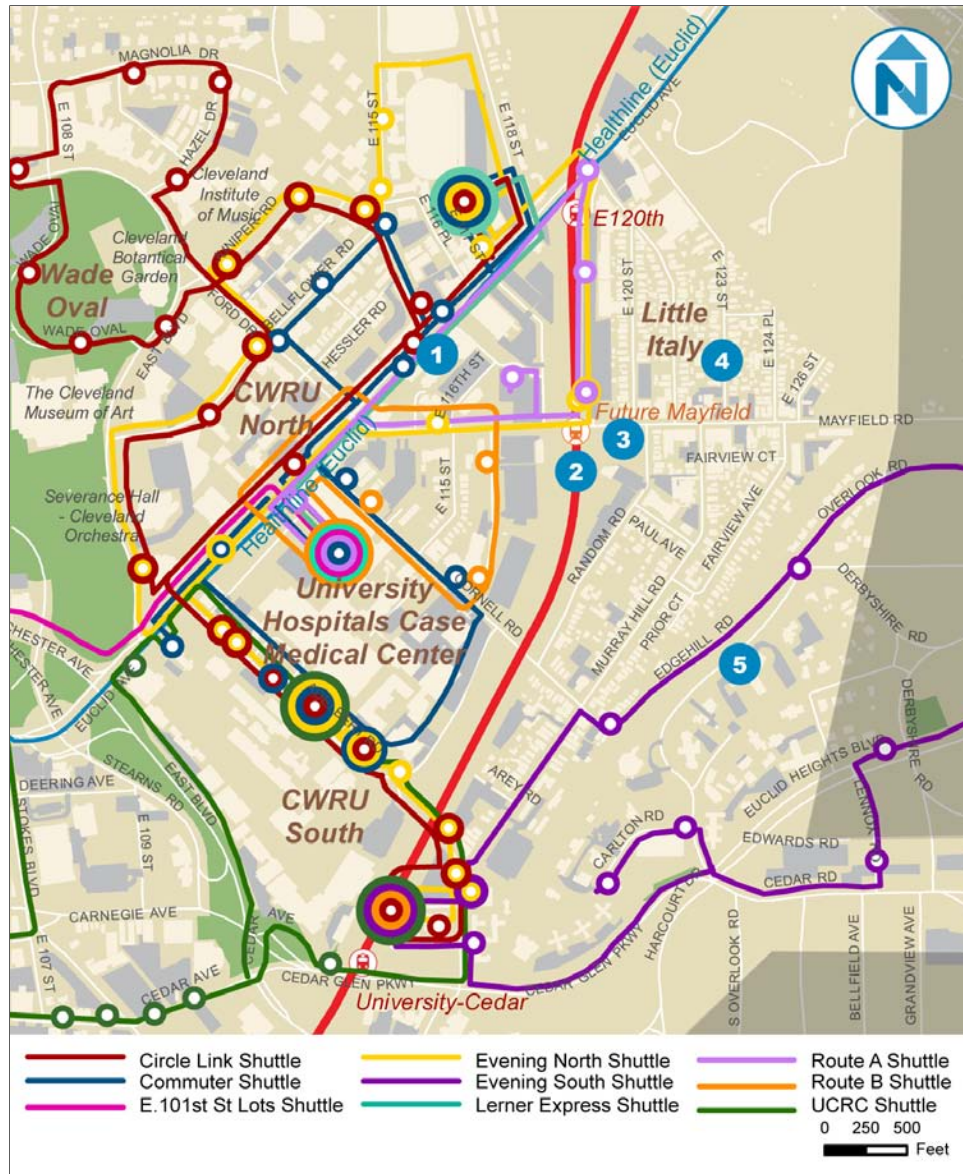 N
MAGNOLIA DR
E 108 ST
HAZEL DR
E 115 ST
E 118 ST
Healthline (Euclid)
EUCLID AVE
Cleveland
Institute
of Music
JUNIPER RD
WADE OVAL
Wade
Oval
Cleveland
Botanical
Garden
E 116 PL
E 117 ST
E120th
E 120 ST
E 123 ST
E 124 PL
E 126 ST
Little
Italy
BELLFLOWER RD
FORD DR
HESSLER RD
WADE OVAL
EAST BLVD
1
E 116TH ST
4
The Cleveland
Museum of Art
CWRU
North
Future Mayfield
MAYFIELD RD
3
2
FAIRVIEW CT
Healthline (Euclid)
E 115 ST
Severance Hall
- Cleveland
Orchestra
OVERLOOK RD
RANDOM RD
PAUL AVE
FAIRVIEW AVE
University
Hospitals Case
Medical Center
CORNELL RD
MURRAY HILL RD
PRIOR CT
EDGEHILL RD
DERBYSHIRE RD
5
CHESTER AVE
CHESTER AVE
EUCLID AVE
DERBYSHIRE RD
EUCLID HEIGHTS BLVD
DEERING AVE
STEARNS RD
EAST BLVD
CWRU
South
AREY RD
CARLTON RD
EDWARDS RD
CEDAR RD
STOKES BLVD
E 109 ST
HARCOURT DR
CARNEGIE AVE
CEDAR AVE
E 107 ST
CEDAR AVE
CEDAR GLEN PKWY
CEDAR GLEN PKWY
S OVERLOOK RD
BELLFIELD AVE
GRANDVIEW AVE
University-Cedar
Circle Link Shuttle
Evening North Shuttle
Route A Shuttle
Commuter Shuttle
Evening South Shuttle
Route B Shuttle
E.101st St Lots Shuttle
Lerner Express Shuttle
UCRC Shuttle
0 250 500
Feet